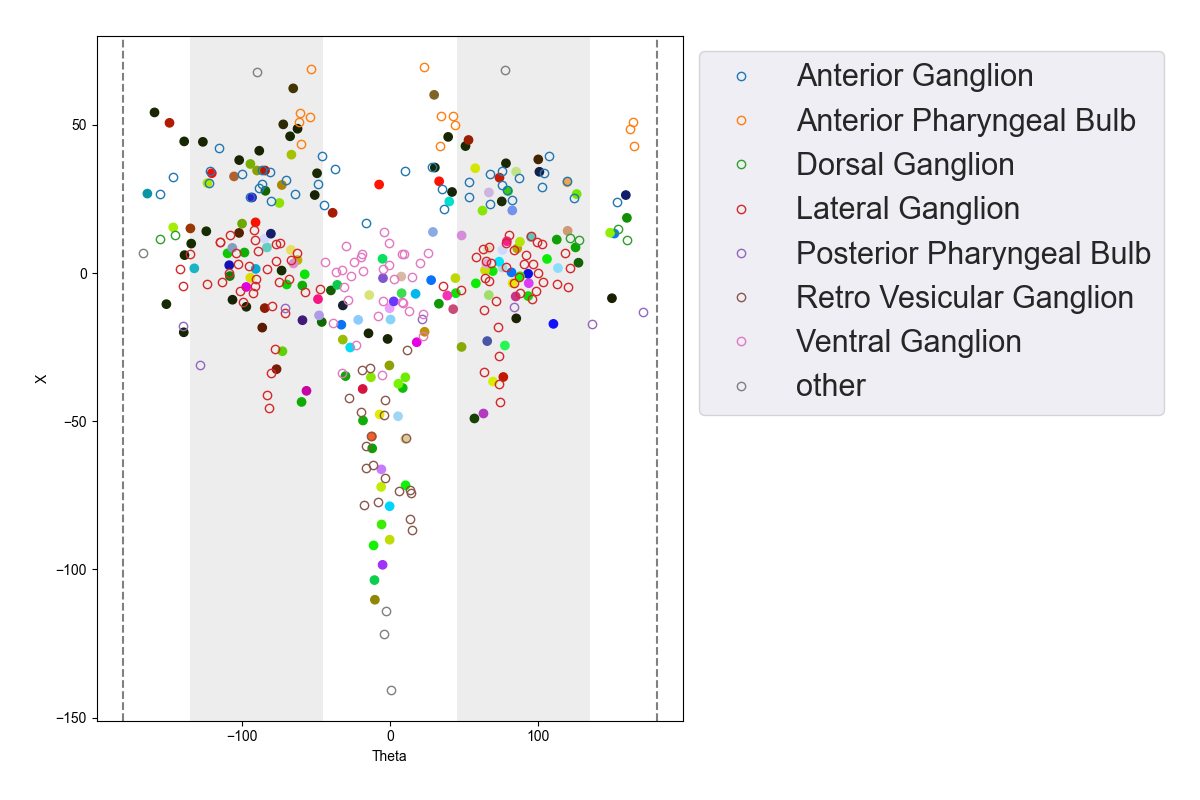 Anterior Ganglion
Anterior Pharyngeal Bulb
Dorsal Ganglion
Lateral Ganglion
Posterior Pharyngeal Bulb
Retro Vesicular Ganglion
Ventral Ganglion
other
50
0
−50
−100
−150
X
−100
0
100
Theta